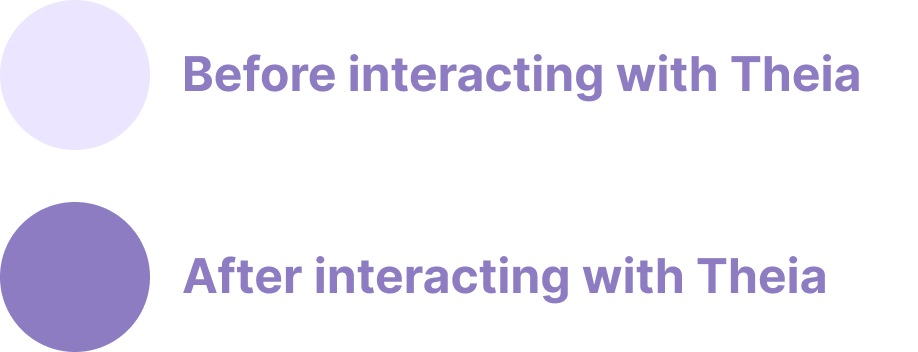 Before interacting with Theia
After interacting with Theia